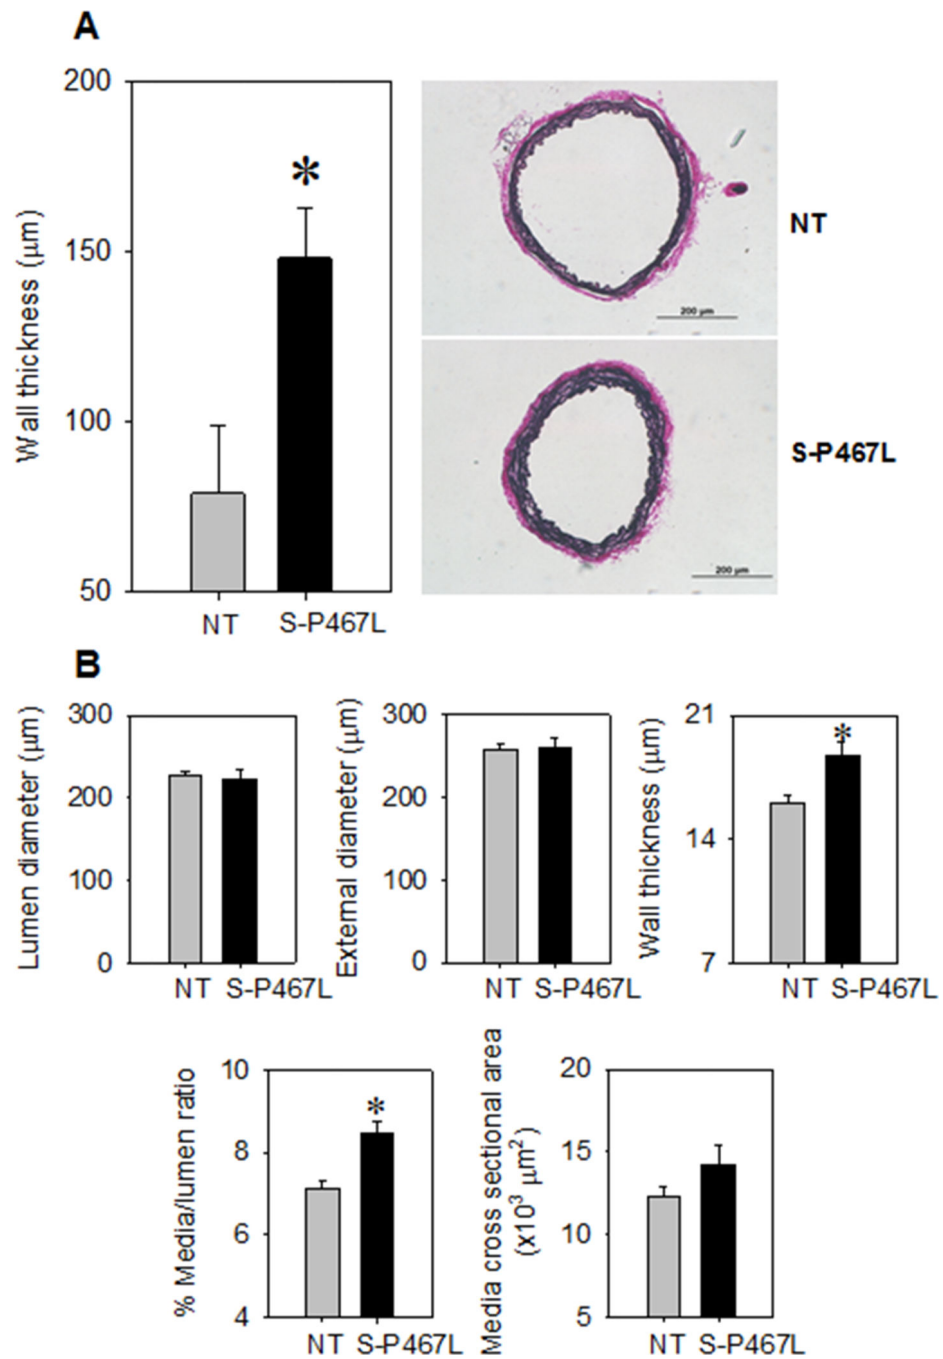 A
200
150
100
50
Wall thickness (μm)
*
NT S-P467L
NT
200 μm
S-P467L
200 μm
B
300
200
100
0
Lumen diameter (μm)
NT S-P467L
300
200
100
0
External diameter (μm)
NT S-P467L
21
14
7
Wall thickness (μm)
*
NT S-P467L
10
8
6
4
% Media/lumen ratio
*
NT S-P467L
20
15
10
5
Media cross sectional area
(x10³ μm²)
NT S-P467L